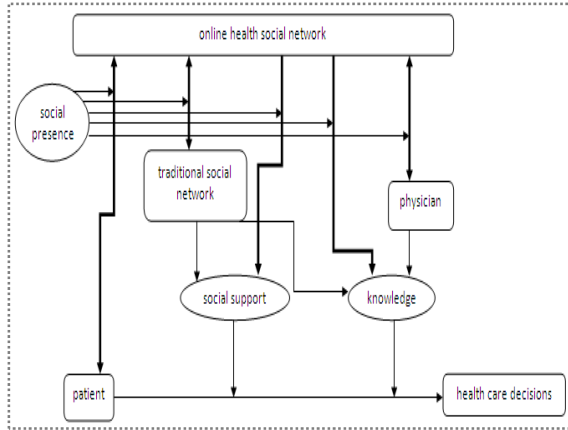 online health social network
social
presence
traditional social
network
physician
social support
knowledge
patient
health care decisions